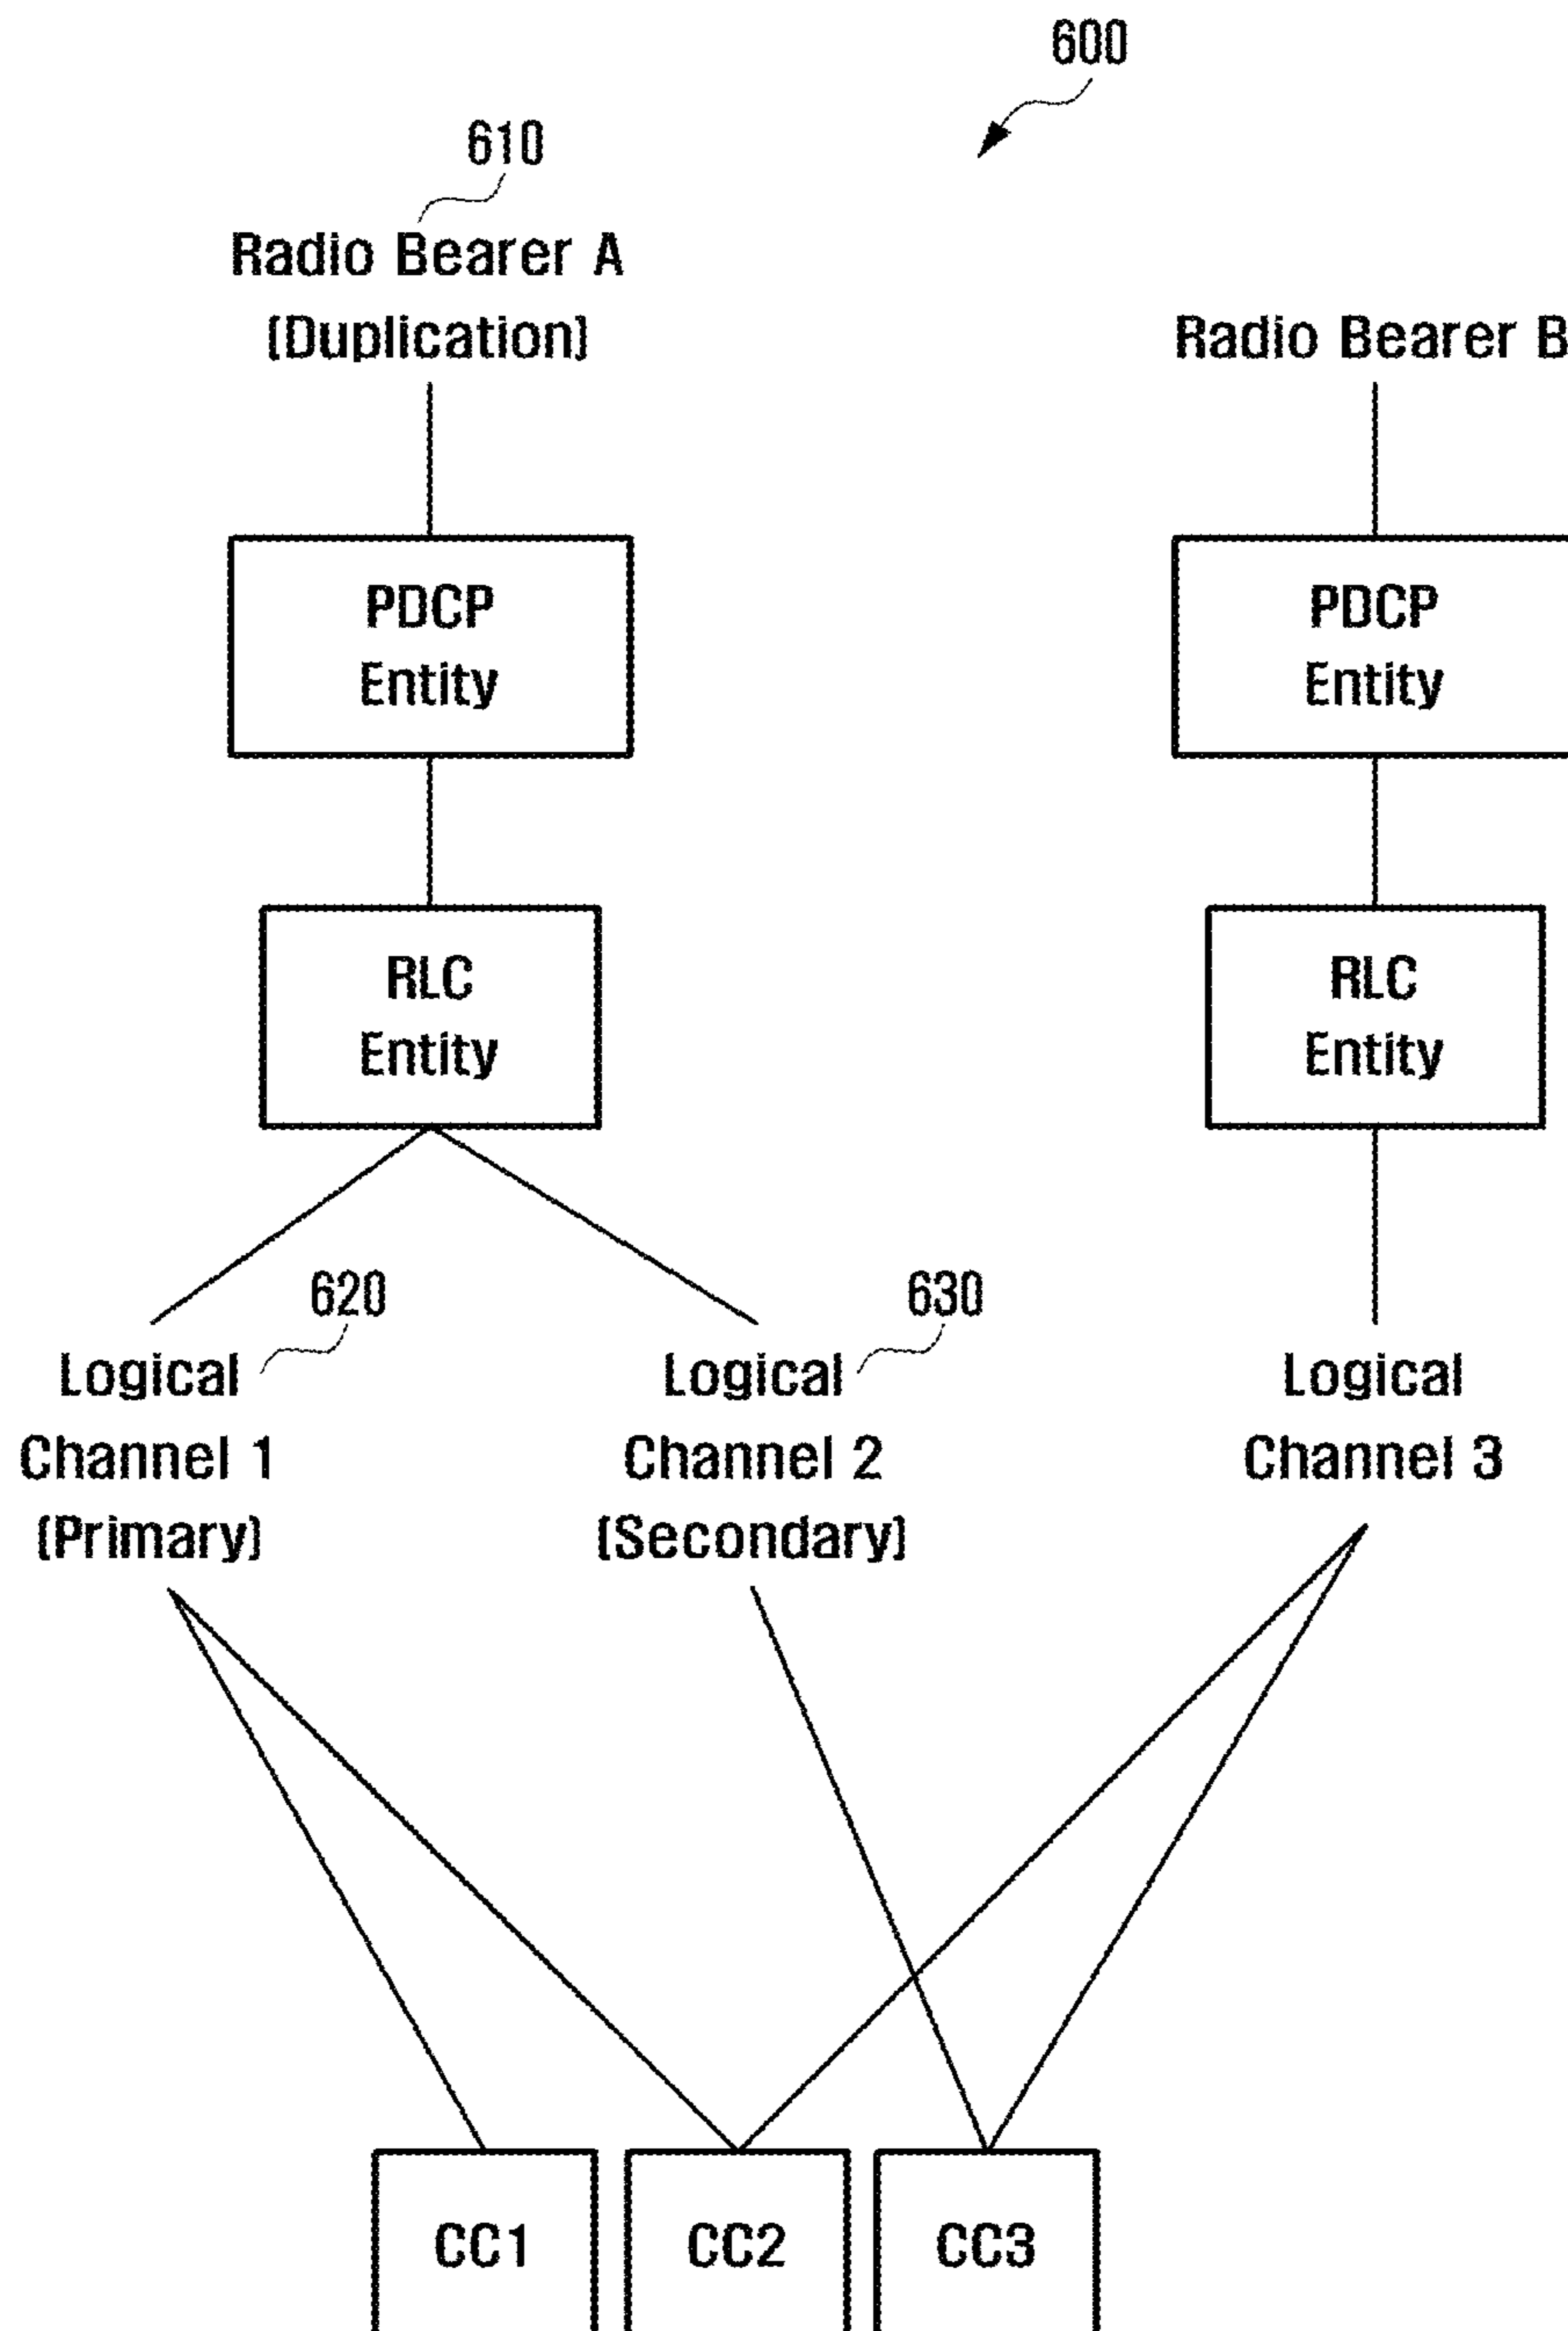 600
610
Radio Bearer A
(Duplication)
Radio Bearer B
PDCP
Entity
PDCP
Entity
RLC
Entity
RLC
Entity
620
630
Logical
Channel 1
(Primary)
Logical
Channel 2
(Secondary)
Logical
Channel 3
CC1
CC2
CC3